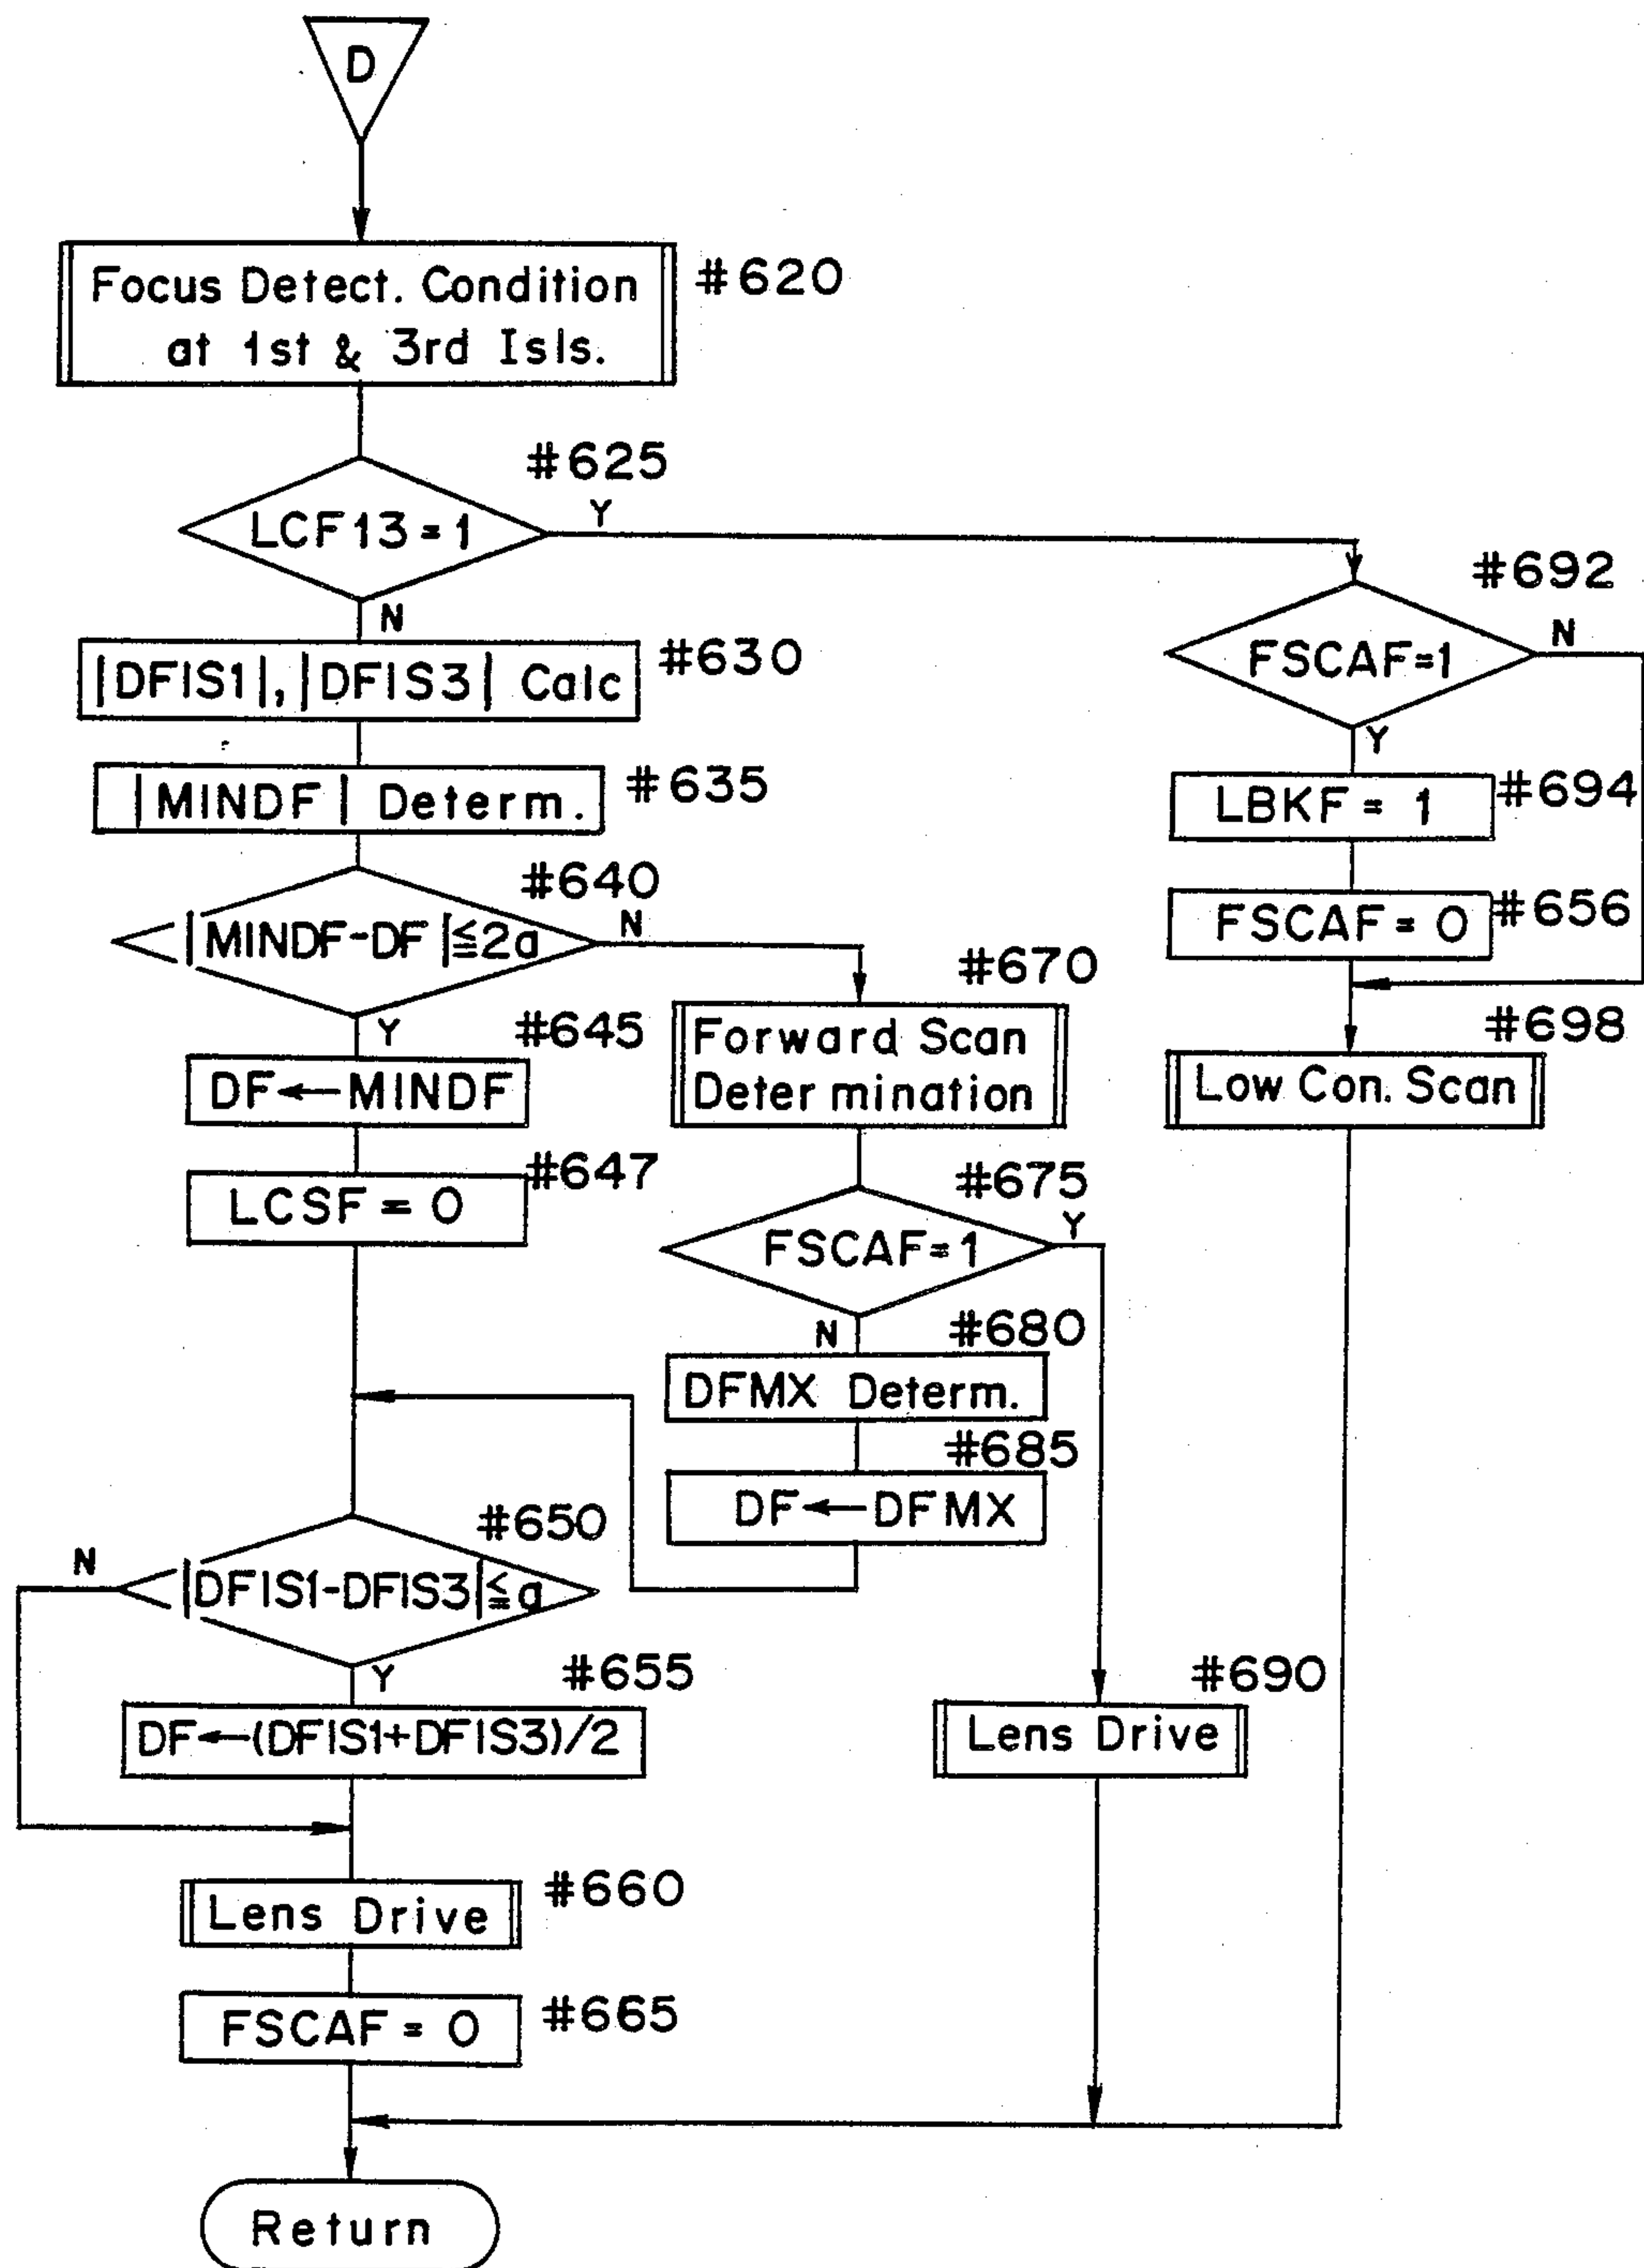 D
Focus Detect. Condition
at 1st & 3rd Isls.
#620
#625
LCF13=1
Y
N
|DFIS1|,|DFIS3| Calc
#630
|MINDF| Determ.
#635
#640
|MINDF-DF|≦2a
N
Y
#645
DF←MINDF
#647
LCSF = 0
#650
N
|DFIS1-DFIS3|≦a
Y
#655
DF←(DFIS1+DFIS3)/2
Lens Drive
#660
FSCAF = 0
#665
Return
#670
Forward Scan
Determination
#675
Y
FSCAF=1
N
#680
DFMX Determ.
#685
DF←DFMX
#690
Lens Drive
#692
N
FSCAF=1
Y
LBKF = 1
#694
FSCAF = 0
#656
#698
Low Con. Scan